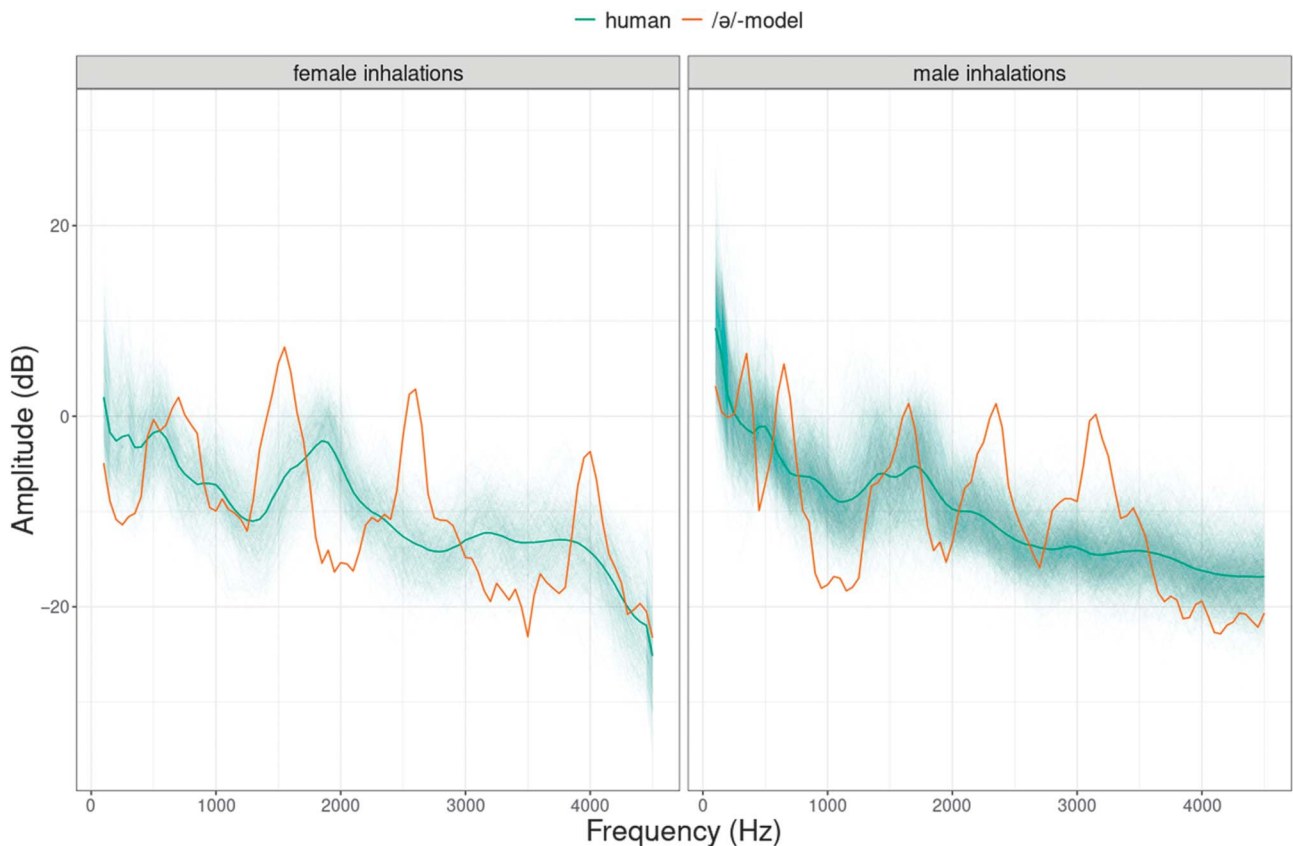 human /ə/-model
female inhalations male inhalations
20
0
−20
Amplitude (dB)
0 1000 2000 3000 4000 0 1000 2000 3000 4000
Frequency (Hz)